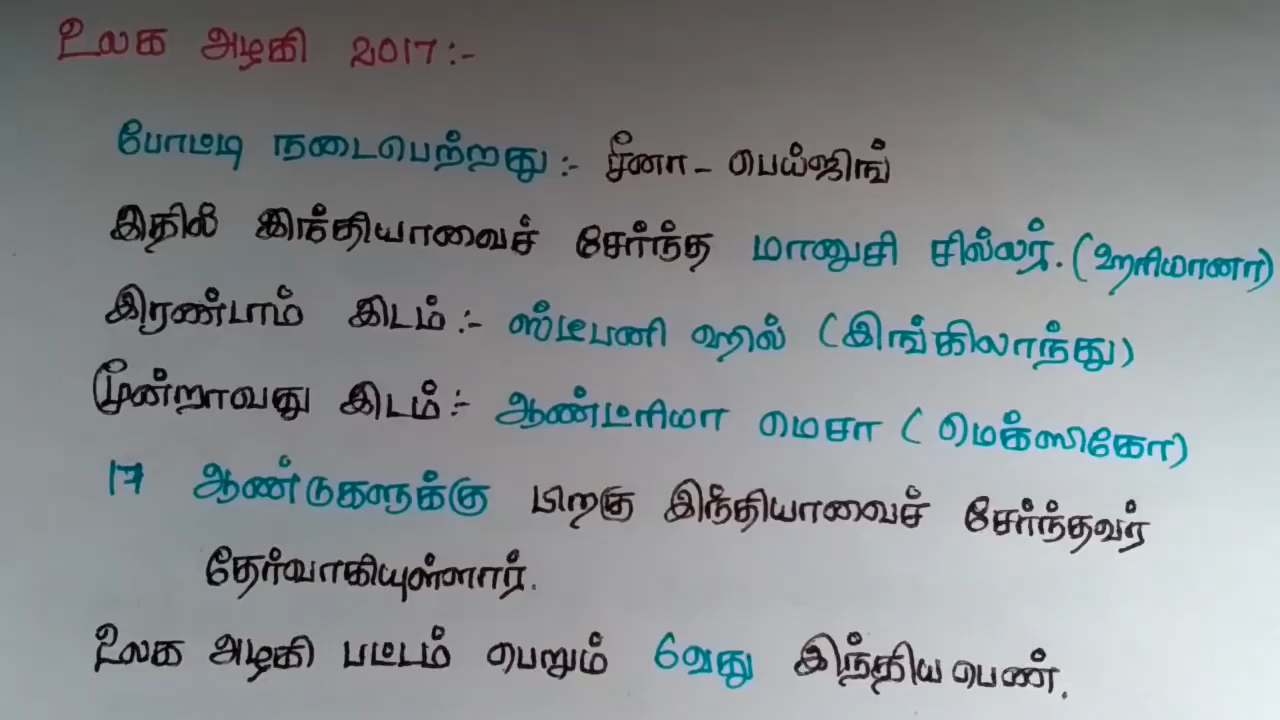 உலக அழகி 2017:-
போட்டி நடைபெற்றது:- சீனா - பெய்ஜிங்
இதில் இந்தியாவைச் சேர்ந்த மானுசி சில்லர். (ஹரியானா)
இரண்டாம் இடம்:- ஸ்டீபனி ஹில் (இங்கிலாந்து)
மூன்றாவது இடம்:- ஆண்ட்ரியா மெசா (மெக்ஸிகோ)
17 ஆண்டுகளுக்கு பிறகு இந்தியாவைச் சேர்ந்தவர்
தேர்வாகியுள்ளார்.
உலக அழகி பட்டம் பெறும் 6வது இந்திய பெண்.